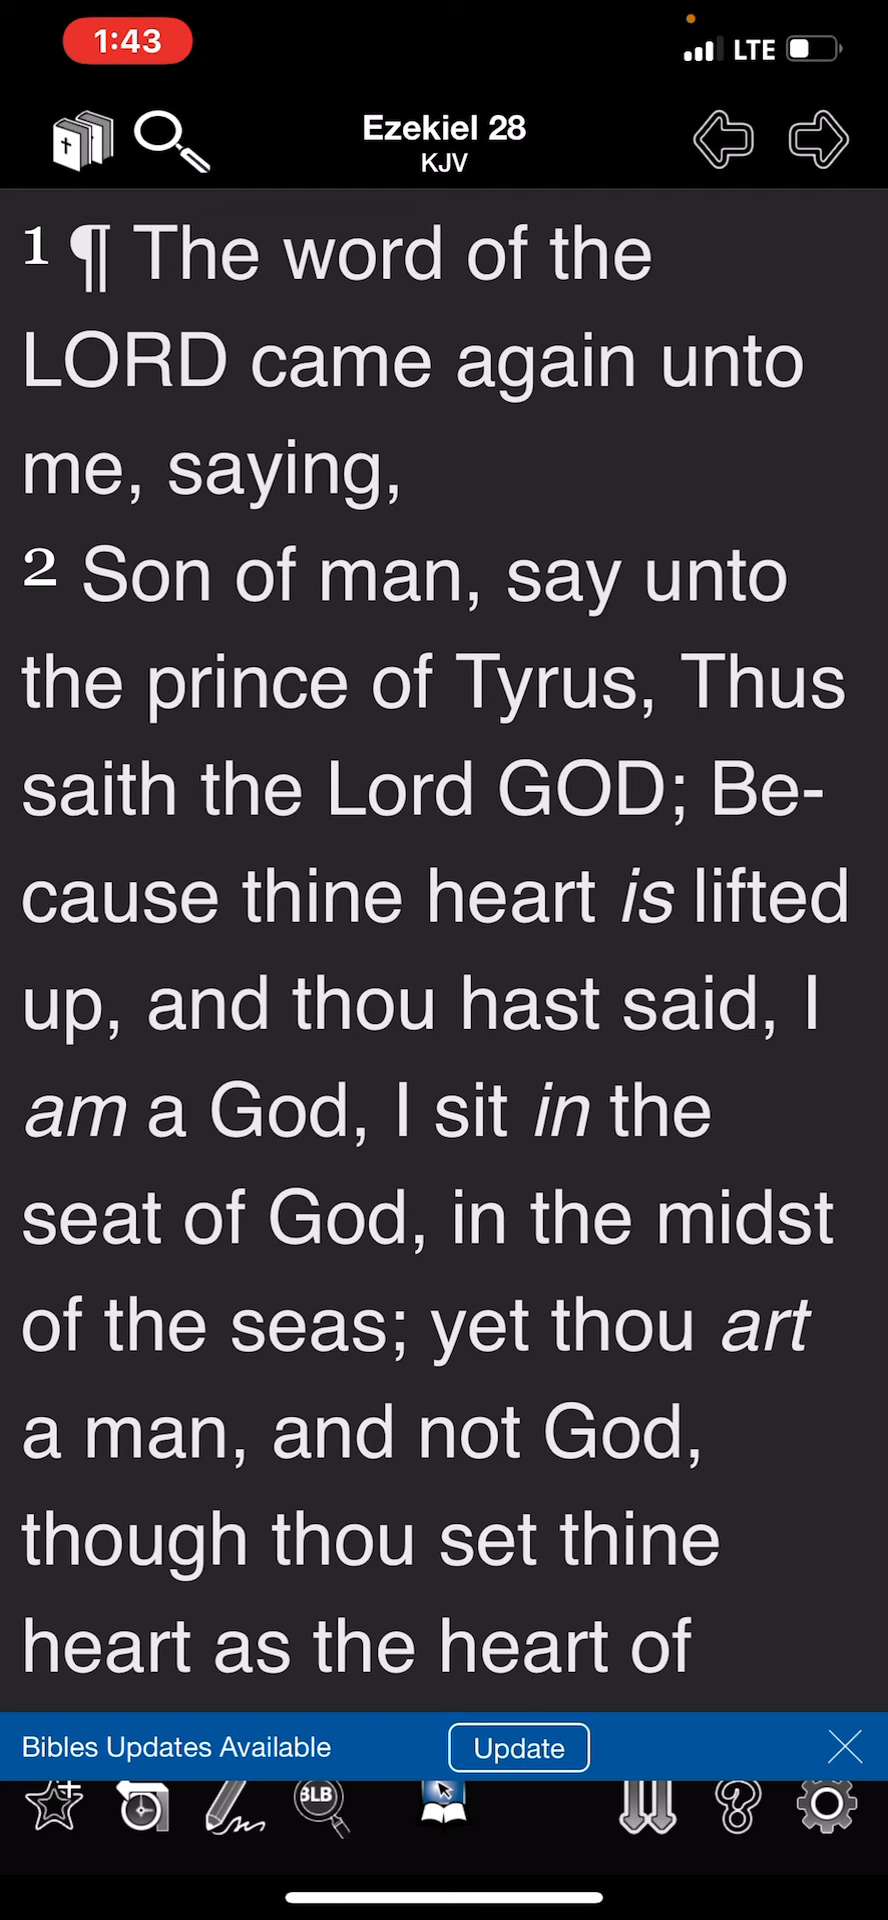 1:43
LTE
Ezekiel 28
KJV
1 ¶ The word of the
LORD came again unto
me, saying,
2 Son of man, say unto
the prince of Tyrus, Thus
saith the Lord GOD; Be-
cause thine heart is lifted
up, and thou hast said, I
am a God, I sit in the
seat of God, in the midst
of the seas; yet thou art
a man, and not God,
though thou set thine
heart as the heart of
Bibles Updates Available
Update
BLB